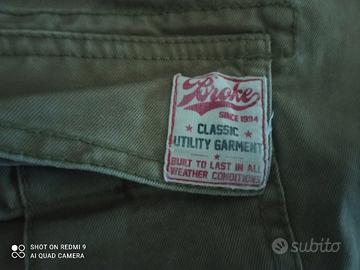 Broke
SINCE 1994
CLASSIC
UTILITY GARMENT
BUILT TO LAST IN ALL
WEATHER CONDITIONS
SHOT ON REDMI 9
AI QUAD CAMERA
subito